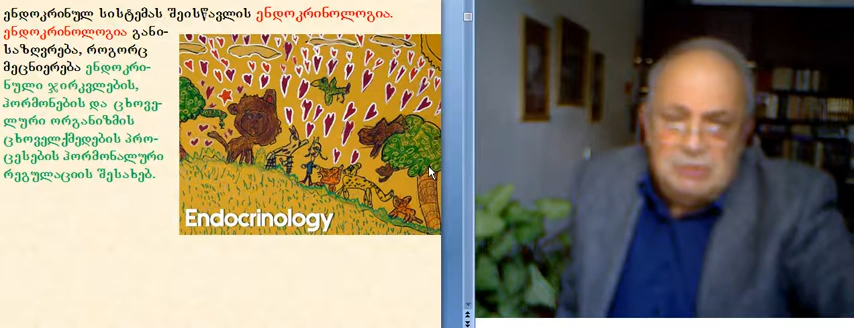 ენდოკრინულ სისტემას შეისწავლის ენდოკრინოლოგია.
ენდოკრინოლოგია განი-
საზღვრება, როგორც
მეცნიერება ენდოკრი-
ნული ჯირკვლების,
ჰორმონების და ცხოვე-
ლური ორგანიზმის
ცხოველქმედების პრო-
ცესების ჰორმონალური
რეგულაციის შესახებ.
Endocrinology